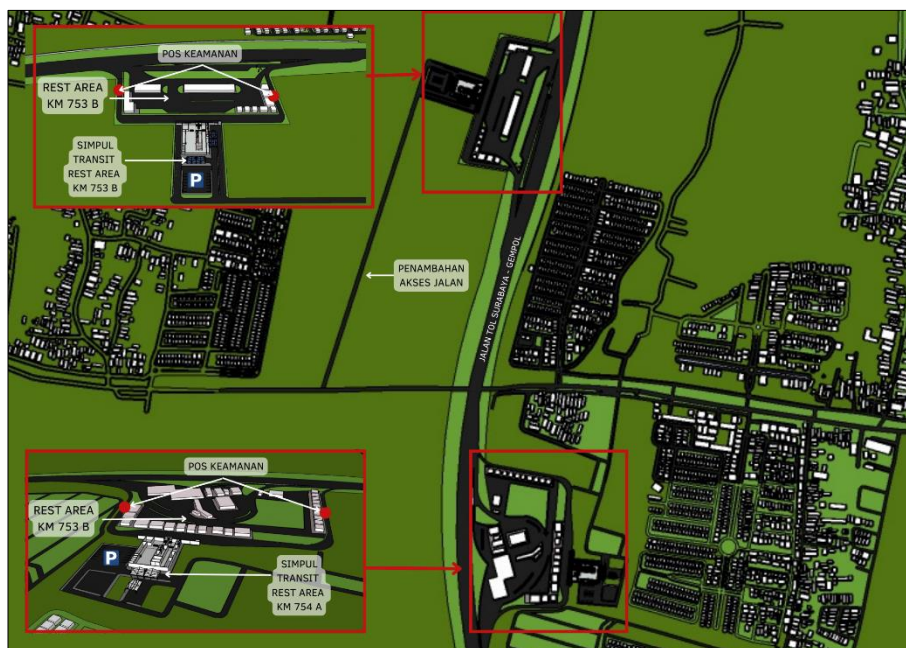 POS KEAMANAN
REST AREA
KM 753 B
SIMPUL
TRANSIT
REST AREA
KM 753 B
P
PENAMBAHAN
AKSES JALAN
JALAN TOL SURABAYA - GEMPOL
POS KEAMANAN
REST AREA
KM 753 B
P
SIMPUL
TRANSIT
REST AREA
KM 754 A